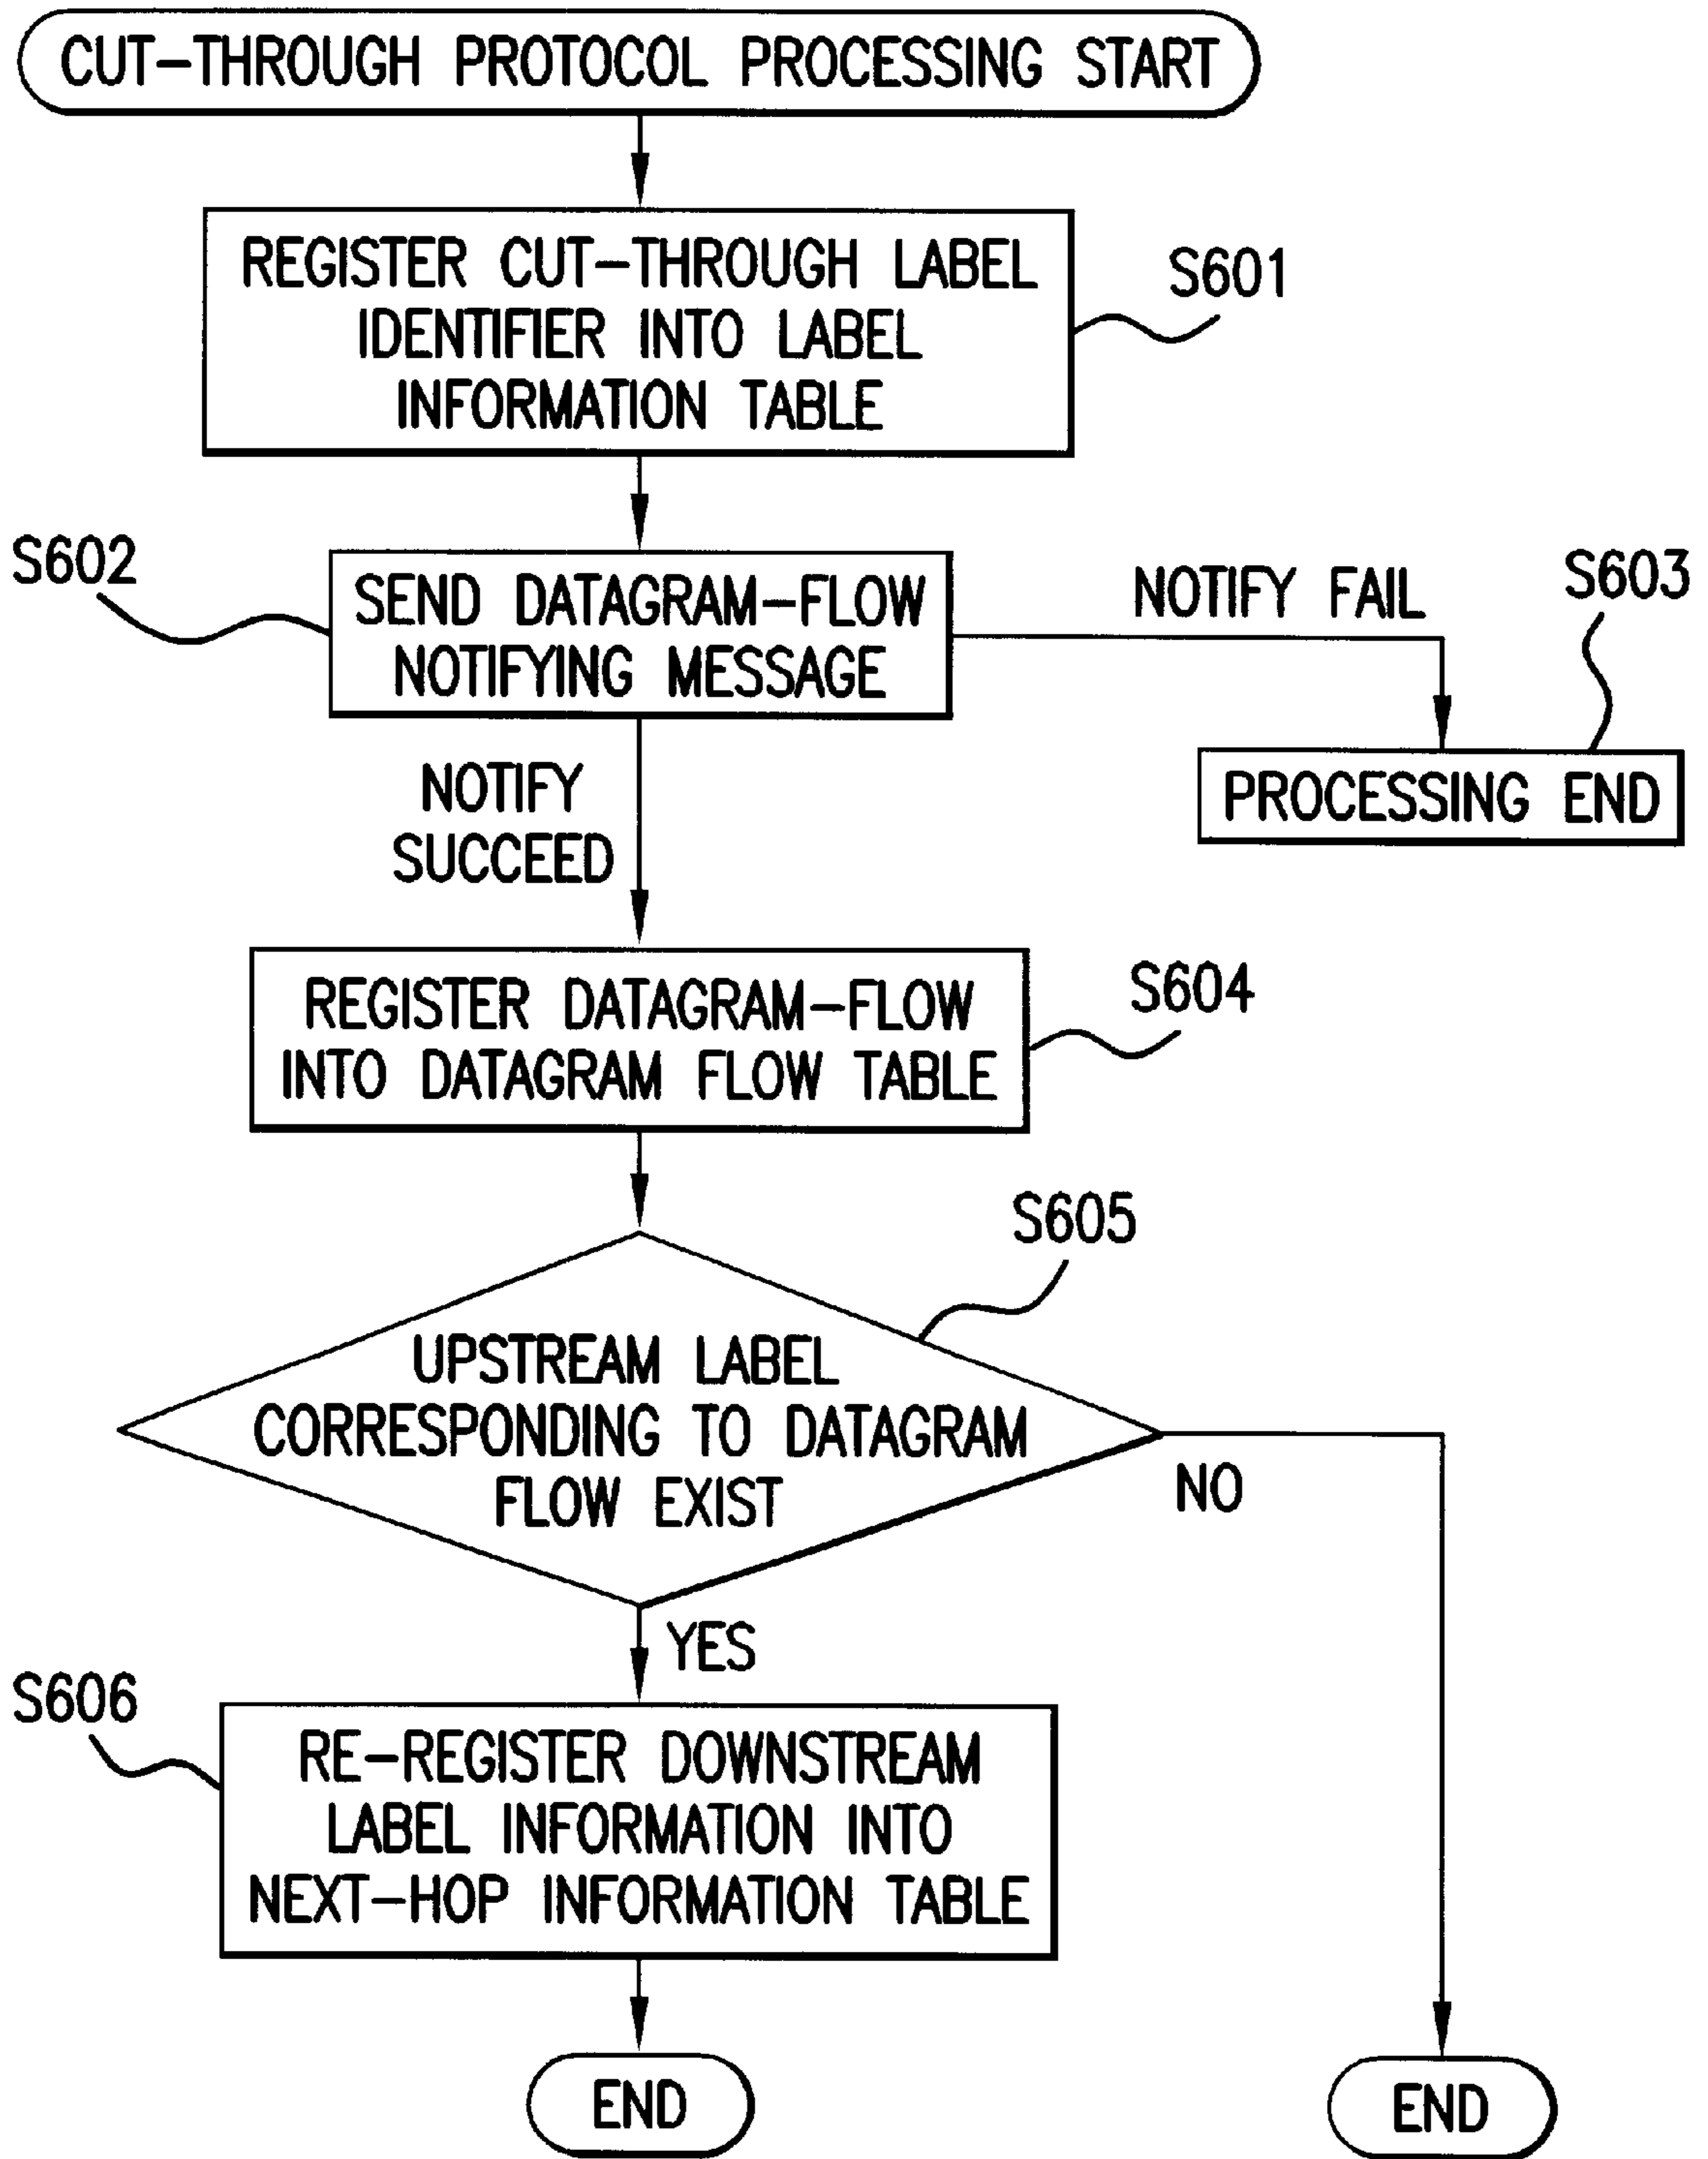 CUT-THROUGH PROTOCOL PROCESSING START
REGISTER CUT-THROUGH LABEL
IDENTIFIER INTO LABEL
INFORMATION TABLE
S601
S602
SEND DATAGRAM-FLOW
NOTIFYING MESSAGE
NOTIFY FAIL
S603
PROCESSING END
NOTIFY
SUCCEED
REGISTER DATAGRAM-FLOW
INTO DATAGRAM FLOW TABLE
S604
S605
UPSTREAM LABEL
CORRESPONDING TO DATAGRAM
FLOW EXIST
NO
YES
S606
RE-REGISTER DOWNSTREAM
LABEL INFORMATION INTO
NEXT-HOP INFORMATION TABLE
END
END